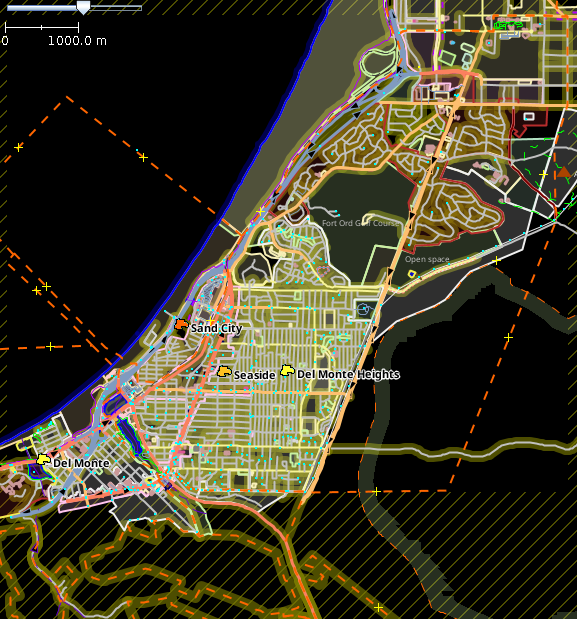 0
1000.0 m
Fort Ord Golf Course
Open space
Sand City
Seaside
Del Monte Heights
Del Monte